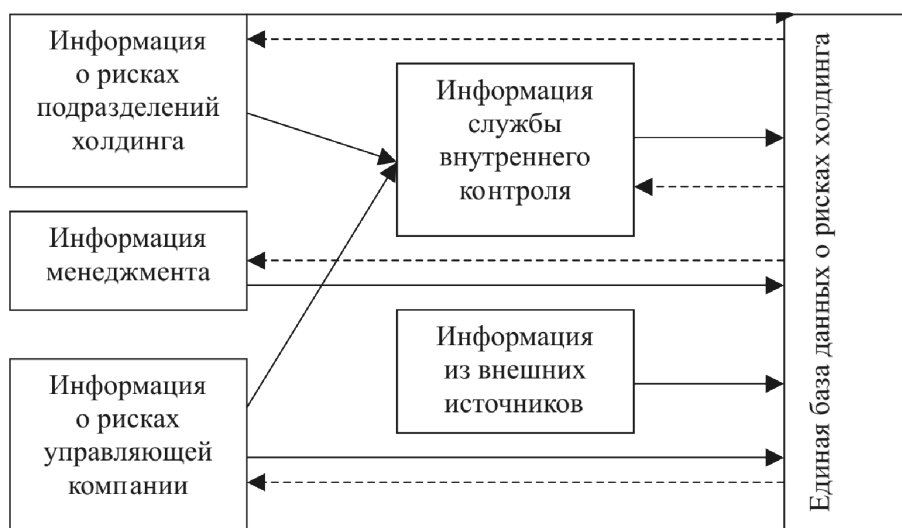 Информация
о рисках
подразделений
холдинга
Информация
службы
внутреннего
контроля
Информация
менеджмента
Информация
из внешних
источников
Информация
о рисках
управляющей
компании
Единая база данных о рисках холдинга